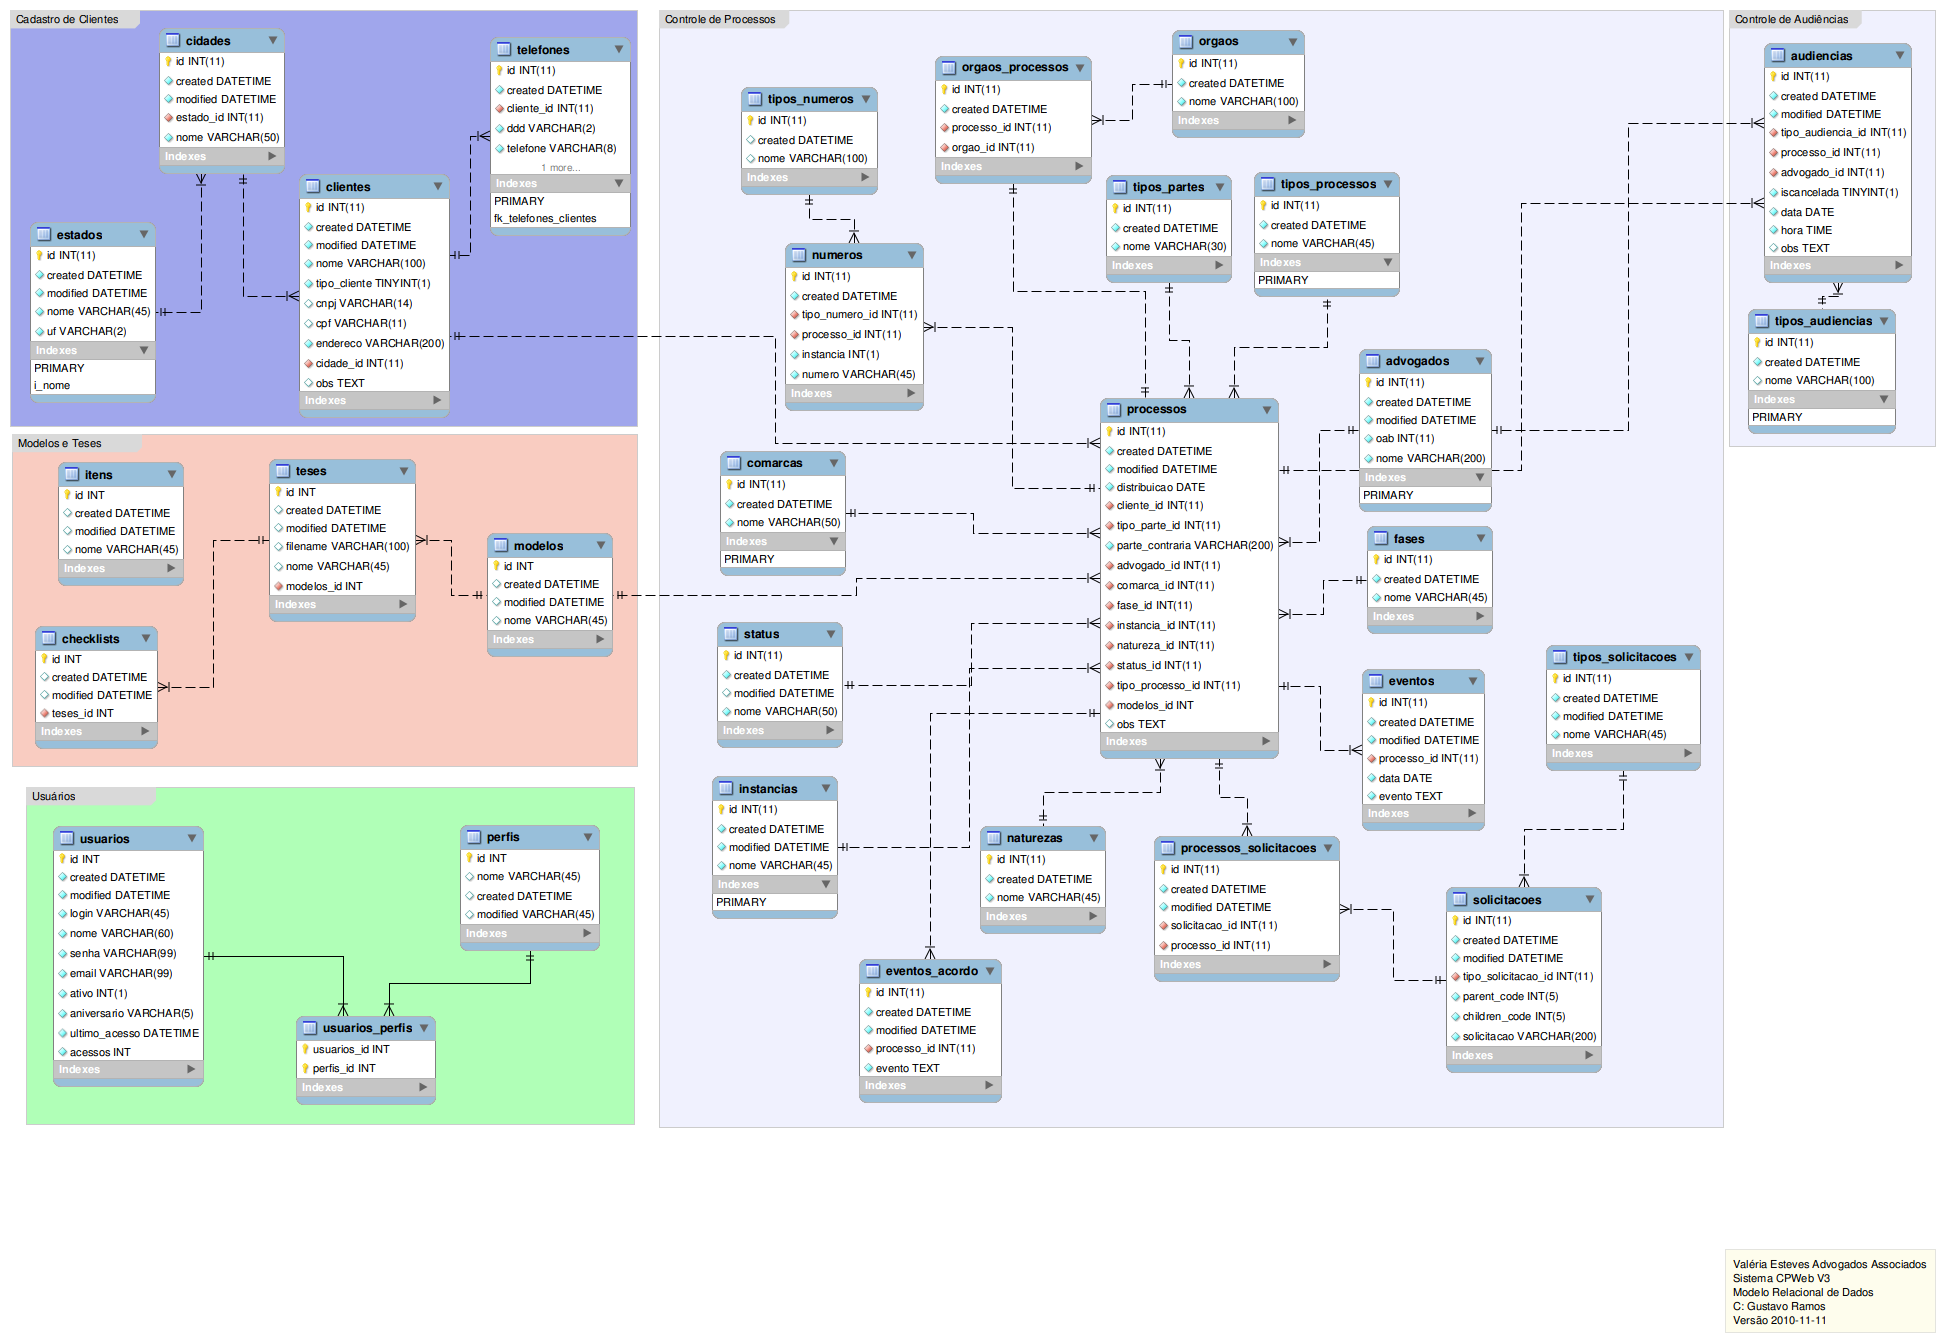 Cadastro de Clientes
cidades
id INT(11)
created DATETIME
modified DATETIME
estado_id INT(11)
nome VARCHAR(50)
Indexes
telefones
id INT(11)
created DATETIME
cliente_id INT(11)
ddd VARCHAR(2)
telefone VARCHAR(8)
1 more...
Indexes
PRIMARY
fk_telefones_clientes
estados
id INT(11)
created DATETIME
modified DATETIME
nome VARCHAR(45)
uf VARCHAR(2)
Indexes
PRIMARY
i_nome
clientes
id INT(11)
created DATETIME
modified DATETIME
nome VARCHAR(100)
tipo_cliente TINYINT(1)
cnpj VARCHAR(14)
cpf VARCHAR(11)
endereco VARCHAR(200)
cidade_id INT(11)
obs TEXT
Indexes
Modelos e Teses
itens
id INT
created DATETIME
modified DATETIME
nome VARCHAR(45)
Indexes
teses
id INT
created DATETIME
modified DATETIME
filename VARCHAR(100)
nome VARCHAR(45)
modelos_id INT
Indexes
modelos
id INT
created DATETIME
modified DATETIME
nome VARCHAR(45)
Indexes
checklists
id INT
created DATETIME
modified DATETIME
teses_id INT
Indexes
Usuários
usuarios
id INT
created DATETIME
modified DATETIME
login VARCHAR(45)
nome VARCHAR(60)
senha VARCHAR(99)
email VARCHAR(99)
ativo INT(1)
aniversario VARCHAR(5)
ultimo_acesso DATETIME
acessos INT
Indexes
perfis
id INT
nome VARCHAR(45)
created DATETIME
modified DATETIME
Indexes
usuarios_perfis
usuarios_id INT
perfis_id INT
Indexes
Controle de Processos
tipos_numeros
id INT(11)
created DATETIME
nome VARCHAR(100)
Indexes
orgaos_processos
id INT(11)
created DATETIME
processo_id INT(11)
orgao_id INT(11)
Indexes
orgaos
id INT(11)
created DATETIME
nome VARCHAR(100)
Indexes
tipos_partes
id INT(11)
created DATETIME
nome VARCHAR(30)
Indexes
tipos_processos
id INT(11)
created DATETIME
nome VARCHAR(45)
Indexes
PRIMARY
numeros
id INT(11)
created DATETIME
tipo_numero_id INT(11)
processo_id INT(11)
instancia INT(1)
numero VARCHAR(45)
Indexes
processos
id INT(11)
created DATETIME
modified DATETIME
distribuicao DATE
cliente_id INT(11)
tipo_parte_id INT(11)
parte_contraria VARCHAR(200)
advogado_id INT(11)
comarca_id INT(11)
fase_id INT(11)
instancia_id INT(11)
natureza_id INT(11)
status_id INT(11)
tipo_processo_id INT(11)
modelos_id INT
obs TEXT
Indexes
advogados
id INT(11)
created DATETIME
modified DATETIME
oab INT(11)
nome VARCHAR(200)
Indexes
PRIMARY
comarcas
id INT(11)
created DATETIME
nome VARCHAR(50)
Indexes
PRIMARY
fases
id INT(11)
created DATETIME
nome VARCHAR(45)
Indexes
status
id INT(11)
created DATETIME
modified DATETIME
nome VARCHAR(50)
Indexes
eventos
id INT(11)
created DATETIME
modified DATETIME
processo_id INT(11)
data DATE
evento TEXT
Indexes
tipos_solicitacoes
id INT(11)
created DATETIME
modified DATETIME
nome VARCHAR(45)
Indexes
instancias
id INT(11)
created DATETIME
modified DATETIME
nome VARCHAR(45)
Indexes
PRIMARY
naturezas
id INT(11)
created DATETIME
nome VARCHAR(45)
Indexes
processos_solicitacoes
id INT(11)
created DATETIME
modified DATETIME
solicitacao_id INT(11)
processo_id INT(11)
Indexes
solicitacoes
id INT(11)
created DATETIME
modified DATETIME
tipo_solicitacao_id INT(11)
parent_code INT(5)
children_code INT(5)
solicitacao VARCHAR(200)
Indexes
eventos_acordo
id INT(11)
created DATETIME
modified DATETIME
processo_id INT(11)
evento TEXT
Indexes
Controle de Audiências
audiencias
id INT(11)
created DATETIME
modified DATETIME
tipo_audiencia_id INT(11)
processo_id INT(11)
advogado_id INT(11)
iscancelada TINYINT(1)
data DATE
hora TIME
obs TEXT
Indexes
tipos_audiencias
id INT(11)
created DATETIME
nome VARCHAR(100)
Indexes
PRIMARY
Valéria Esteves Advogados Associados
Sistema CPWeb V3
Modelo Relacional de Dados
C: Gustavo Ramos
Versão 2010-11-11